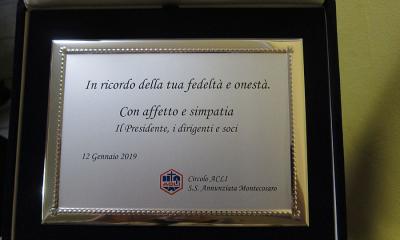 In ricordo della tua fedeltà e onestà.
Con affetto e simpatia
Il Presidente, i dirigenti e soci
12 Gennaio 2019
Circolo ACLI
S.S. Annunziata Montecosaro